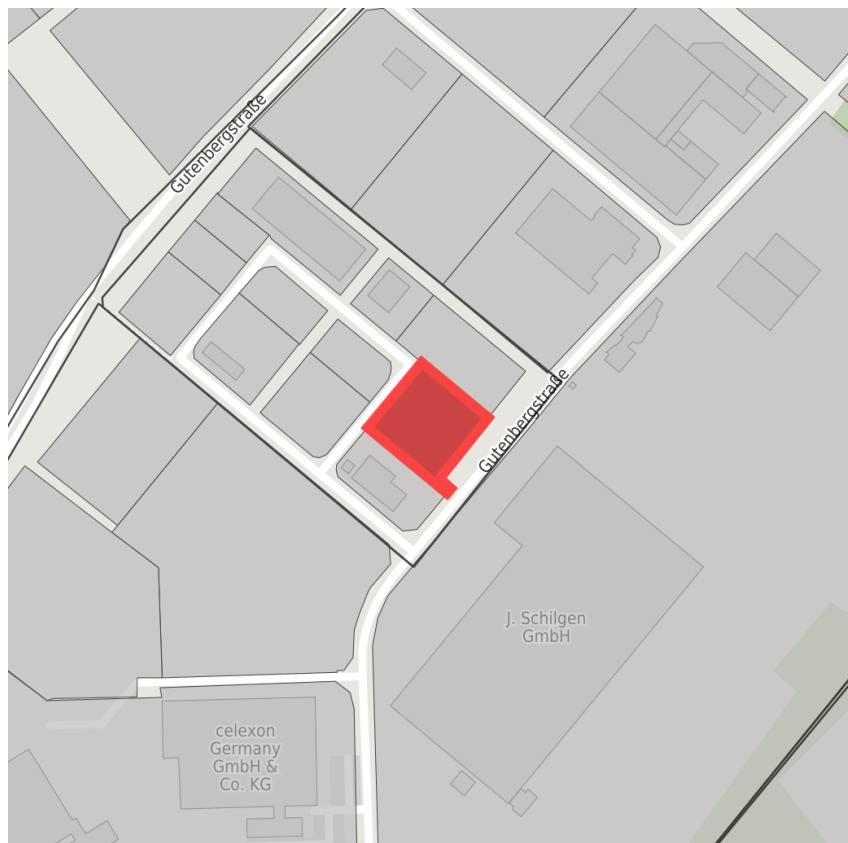 Gutenbergstraße
Gutenbergstraße
J. Schilgen
GmbH
celexon
Germany
GmbH &
Co. KG